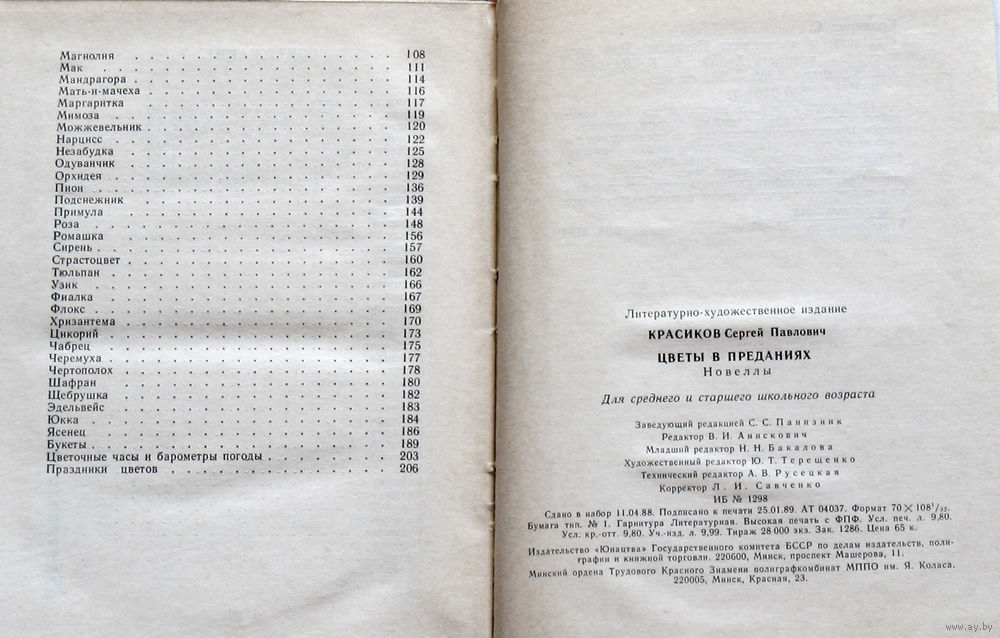 Магнолия . . . . . . . . . . . . . . . . . 108
Мак . . . . . . . . . . . . . . . . . 111
Мандрагора . . . . . . . . . . . . . . . . . 114
Мать-и-мачеха . . . . . . . . . . . . . . . . 116
Маргаритка . . . . . . . . . . . . . . . . 117
Мимоза . . . . . . . . . . . . . . . . . 119
Можжевельник . . . . . . . . . . . . . . . . 120
Нарцисс . . . . . . . . . . . . . . . . . 122
Незабудка . . . . . . . . . . . . . . . . 125
Одуванчик . . . . . . . . . . . . . . . . 128
Орхидея . . . . . . . . . . . . . . . . . 129
Пион . . . . . . . . . . . . . . . . . 136
Подснежник . . . . . . . . . . . . . . . . 139
Примула . . . . . . . . . . . . . . . . 144
Роза . . . . . . . . . . . . . . . . . 148
Ромашка . . . . . . . . . . . . . . . . 156
Сирень . . . . . . . . . . . . . . . . . 157
Страстоцвет . . . . . . . . . . . . . . . . 160
Тюльпан . . . . . . . . . . . . . . . . 162
Узик . . . . . . . . . . . . . . . . . 166
Фиалка . . . . . . . . . . . . . . . . 167
Флокс . . . . . . . . . . . . . . . . . 169
Хризантема . . . . . . . . . . . . . . . . 170
Цикорий . . . . . . . . . . . . . . . . 173
Чабрец . . . . . . . . . . . . . . . . 175
Черемуха . . . . . . . . . . . . . . . . 177
Чертополох . . . . . . . . . . . . . . . . 178
Шафран . . . . . . . . . . . . . . . . 180
Щебрушка . . . . . . . . . . . . . . . . 182
Эдельвейс . . . . . . . . . . . . . . . . 183
Юкка . . . . . . . . . . . . . . . . . 184
Ясенец . . . . . . . . . . . . . . . . 186
Букеты . . . . . . . . . . . . . . . . . 189
Цветочные часы и барометры погоды . . . . . . . . 203
Праздники цветов . . . . . . . . . . . . . 206
Литературно-художественное издание
КРАСИКОВ Сергей Павлович
ЦВЕТЫ В ПРЕДАНИЯХ
Новеллы
Для среднего и старшего школьного возраста
Заведующий редакцией С. С. Панизник
Редактор В. И. Анискович
Младший редактор Н. Н. Бакалова
Художественный редактор Ю. Т. Терещенко
Технический редактор А. В. Русецкая
Корректор Л. И. Савченко
ИБ № 1298
Сдано в набор 11.04.88. Подписано к печати 25.01.89. АТ 04037. Формат 70×108¹/₃₂.
Бумага тип. № 1. Гарнитура Литературная. Высокая печать с ФПФ. Усл. печ. л. 9,80.
Усл. кр.-отт. 9,80. Уч.-изд. л. 9,99. Тираж 28 000 экз. Зак. 1286. Цена 65 к.
Издательство «Юнацтва» Государственного комитета БССР по делам издательств, поли-
графии и книжной торговли. 220600, Минск, проспект Машерова, 11.
Минский ордена Трудового Красного Знамени полиграфкомбинат МППО им. Я. Коласа.
220005, Минск, Красная, 23.
www.ay.by